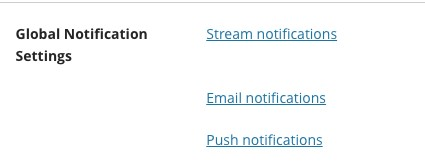 Global Notification
Settings
Stream notifications
Email notifications
Push notifications